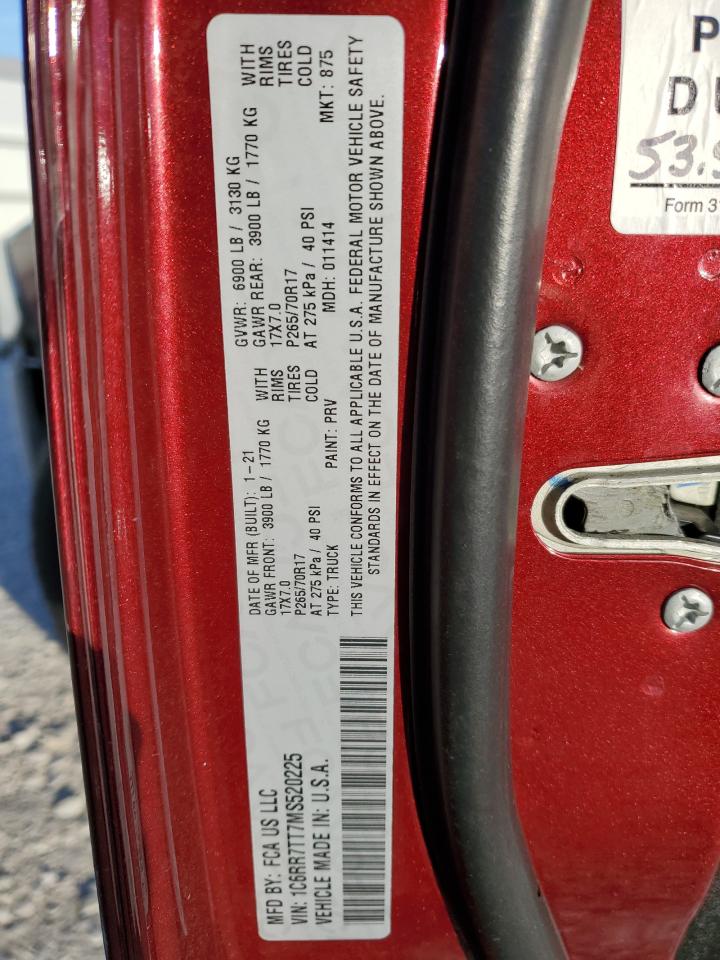 MFD BY: FCA US LLC
DATE OF MFR (BUILT): 1-21
GVWR: 6900 LB / 3130 KG
GAWR FRONT: 3900 LB / 1770 KG WITH
GAWR REAR: 3900 LB / 1770 KG WITH
17X7.0 RIMS
17X7.0 RIMS
P265/70R17 TIRES
P265/70R17 TIRES
AT 275 kPa / 40 PSI COLD
AT 275 kPa / 40 PSI COLD
VIN: 1C6RR7TT7MS520225
TYPE: TRUCK
PAINT: PRV
MDH: 011414
MKT: 875
VEHICLE MADE IN: U.S.A.
THIS VEHICLE CONFORMS TO ALL APPLICABLE U.S.A. FEDERAL MOTOR VEHICLE SAFETY
STANDARDS IN EFFECT ON THE DATE OF MANUFACTURE SHOWN ABOVE.
P
D
53.
Form 31